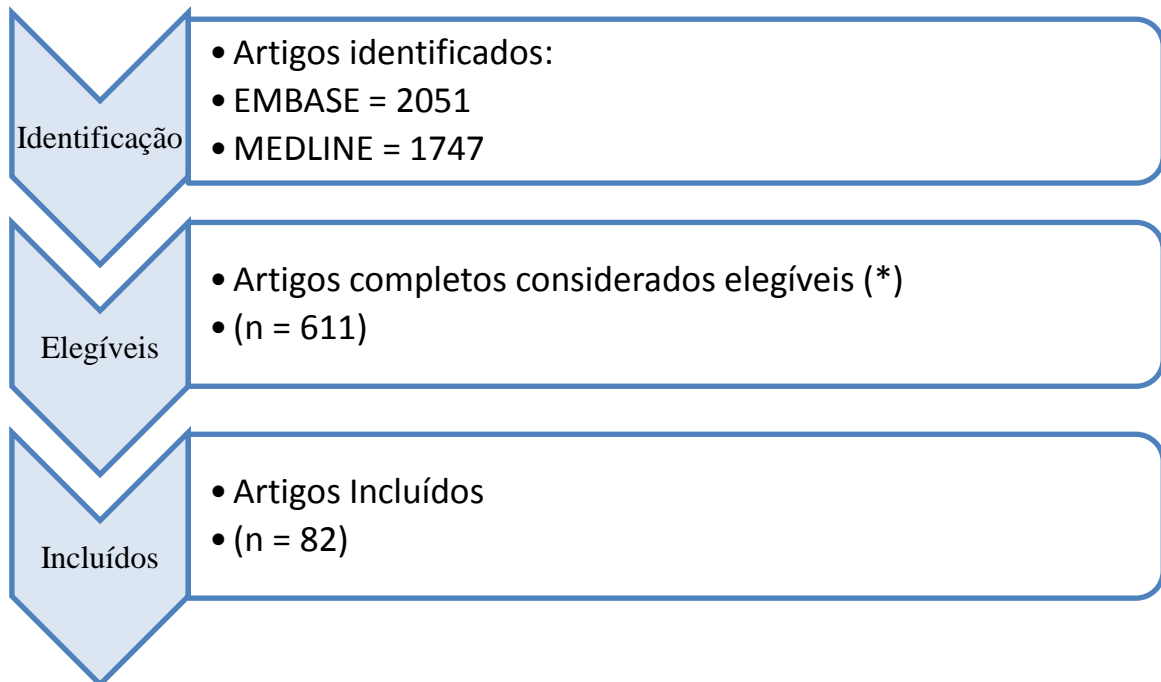 Identificação
• Artigos identificados:
• EMBASE = 2051
• MEDLINE = 1747
Elegíveis
• Artigos completos considerados elegíveis (*)
• (n = 611)
Incluídos
• Artigos Incluídos
• (n = 82)